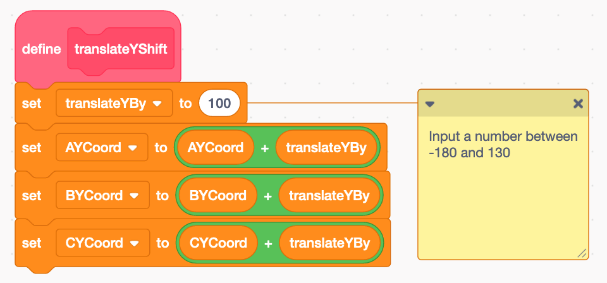 define translateYShift
set translateYBy to 100
Input a number between
-180 and 130
set AYCoord to AYCoord + translateYBy
set BYCoord to BYCoord + translateYBy
set CYCoord to CYCoord + translateYBy